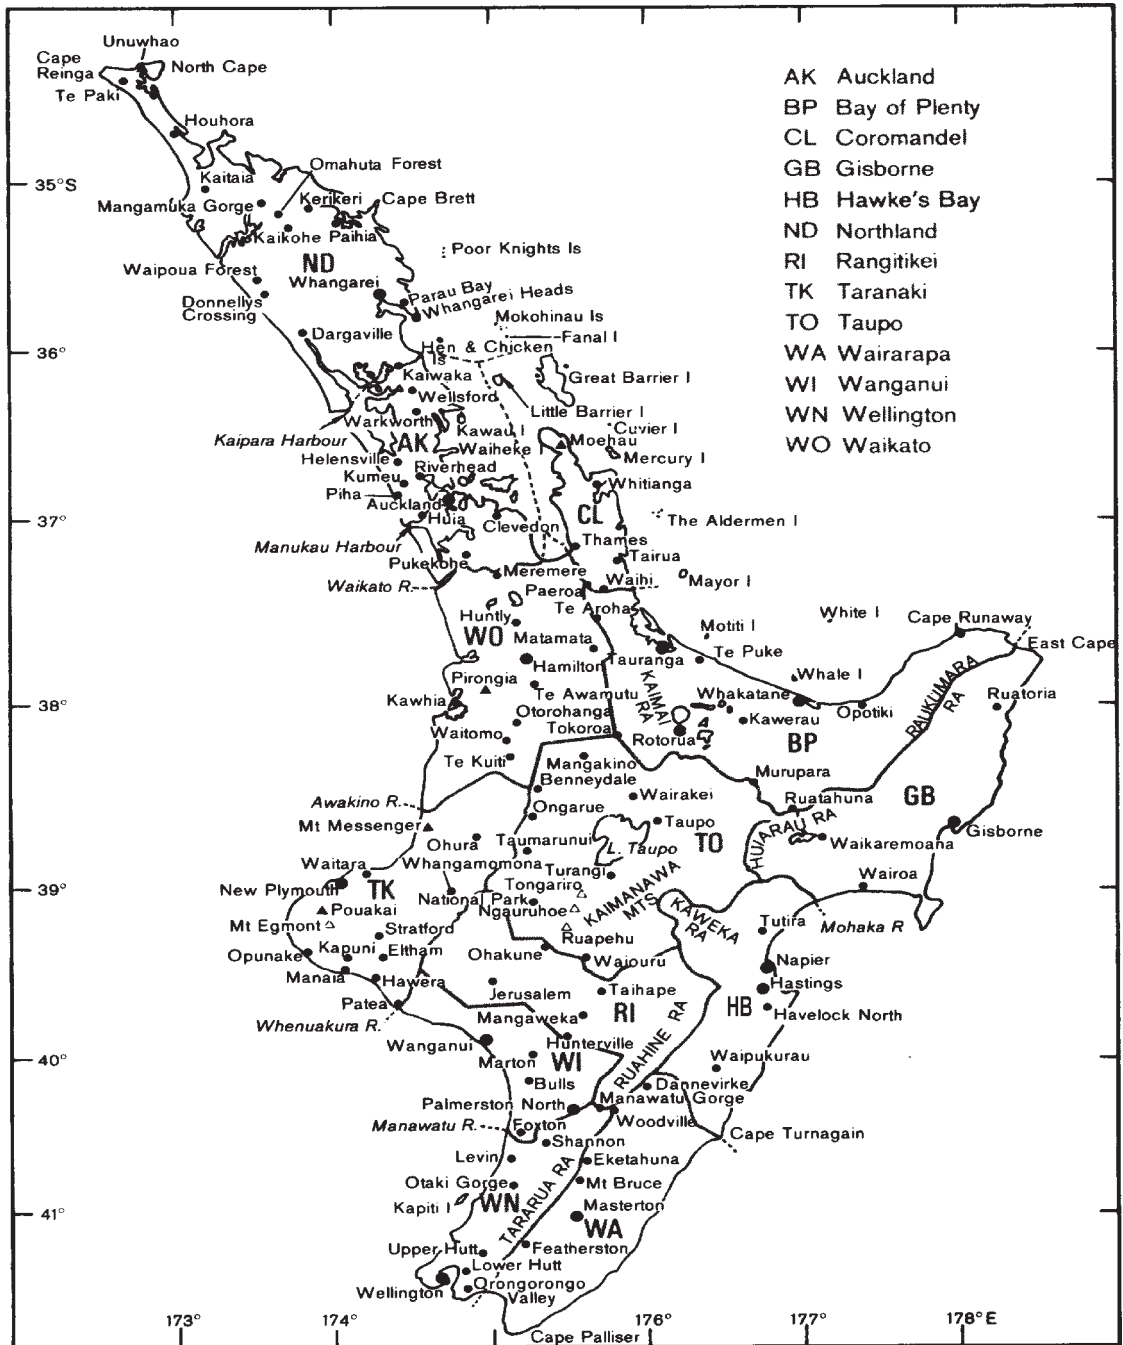 Unuwhao
Cape Reinga
North Cape
Te Paki
Houhora
Omahuta Forest
35°S
Kaitaia
Mangamuka Gorge
Kerikeri
Cape Brett
Kaikohe
Paihia
Poor Knights Is
ND
Waipoua Forest
Whangarei
Parau Bay
Whangarei Heads
Donnellys
Crossing
Mokohinau Is
Fanal I
Dargaville
36°
Hen & Chicken
Is
Great Barrier I
Kaiwaka
Wellsford
Little Barrier I
Warkworth
Kawau I
Cuvier I
Kaipara Harbour
AK
Waiheke I
Moehau
Mercury I
Helensville
Riverhead
Kumeu
Whitianga
Piha
Auckland
37°
Huia
Clevedon
CL
The Aldermen I
Manukau Harbour
Thames
Pukekohe
Tairua
Waikato R.
Meremere
Waihi
Mayor I
Paeroa
Te Aroha
Huntly
White I
Cape Runaway
WO
Matamata
Motiti I
East Cape
Hamilton
Tauranga
Te Puke
Pirongia
Whale I
Kawhia
Te Awamutu
KAIMAI
RA
Whakatane
RAUKUMARA
RA
Ruatoria
38°
Otorohanga
Opotiki
Waitomo
Tokoroa
Rotorua
Kawerau
BP
Te Kuiti
Mangakino
Benneydale
Murupara
Awakino R.
Wairakei
Ruatahuna
GB
Ongarue
Mt Messenger
Taupo
HUIARAU RA
Gisborne
Ohura
Taumarunui
L. Taupo
TO
Waikaremoana
Waitara
Whangamomona
Turangi
Wairoa
39°
New Plymouth
TK
National Park
Tongariro
KAIMANAWA
MTS
Pouakai
Ngauruhoe
KAWEKA
RA
Mohaka R
Mt Egmont
Stratford
Ruapehu
Tutira
Opunake
Kapuni
Eltham
Ohakune
Waiouru
Napier
Manaia
Hawera
Jerusalem
Taihape
Hastings
Patea
HB
Havelock North
Whenuakura R.
Mangaweka
RI
RUAHINE RA
Wanganui
Hunterville
40°
Marton
WI
Waipukurau
Bulls
Dannevirke
Palmerston North
Manawatu Gorge
Manawatu R.
Foxton
Woodville
Cape Turnagain
Shannon
Levin
Eketahuna
Otaki Gorge
TARARUA RA
Mt Bruce
Kapiti I
WN
Masterton
41°
WA
Upper Hutt
Featherston
Lower Hutt
Wellington
Orongorongo
Valley
Cape Palliser
173°
174°
176°
177°
178°E
AK Auckland
BP Bay of Plenty
CL Coromandel
GB Gisborne
HB Hawke's Bay
ND Northland
RI Rangitikei
TK Taranaki
TO Taupo
WA Wairarapa
WI Wanganui
WN Wellington
WO Waikato